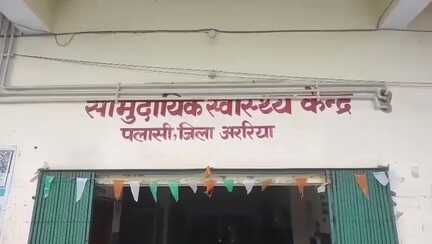 सामुदायिक स्वास्थ्य केन्द्र
पलासी, जिला अररिया